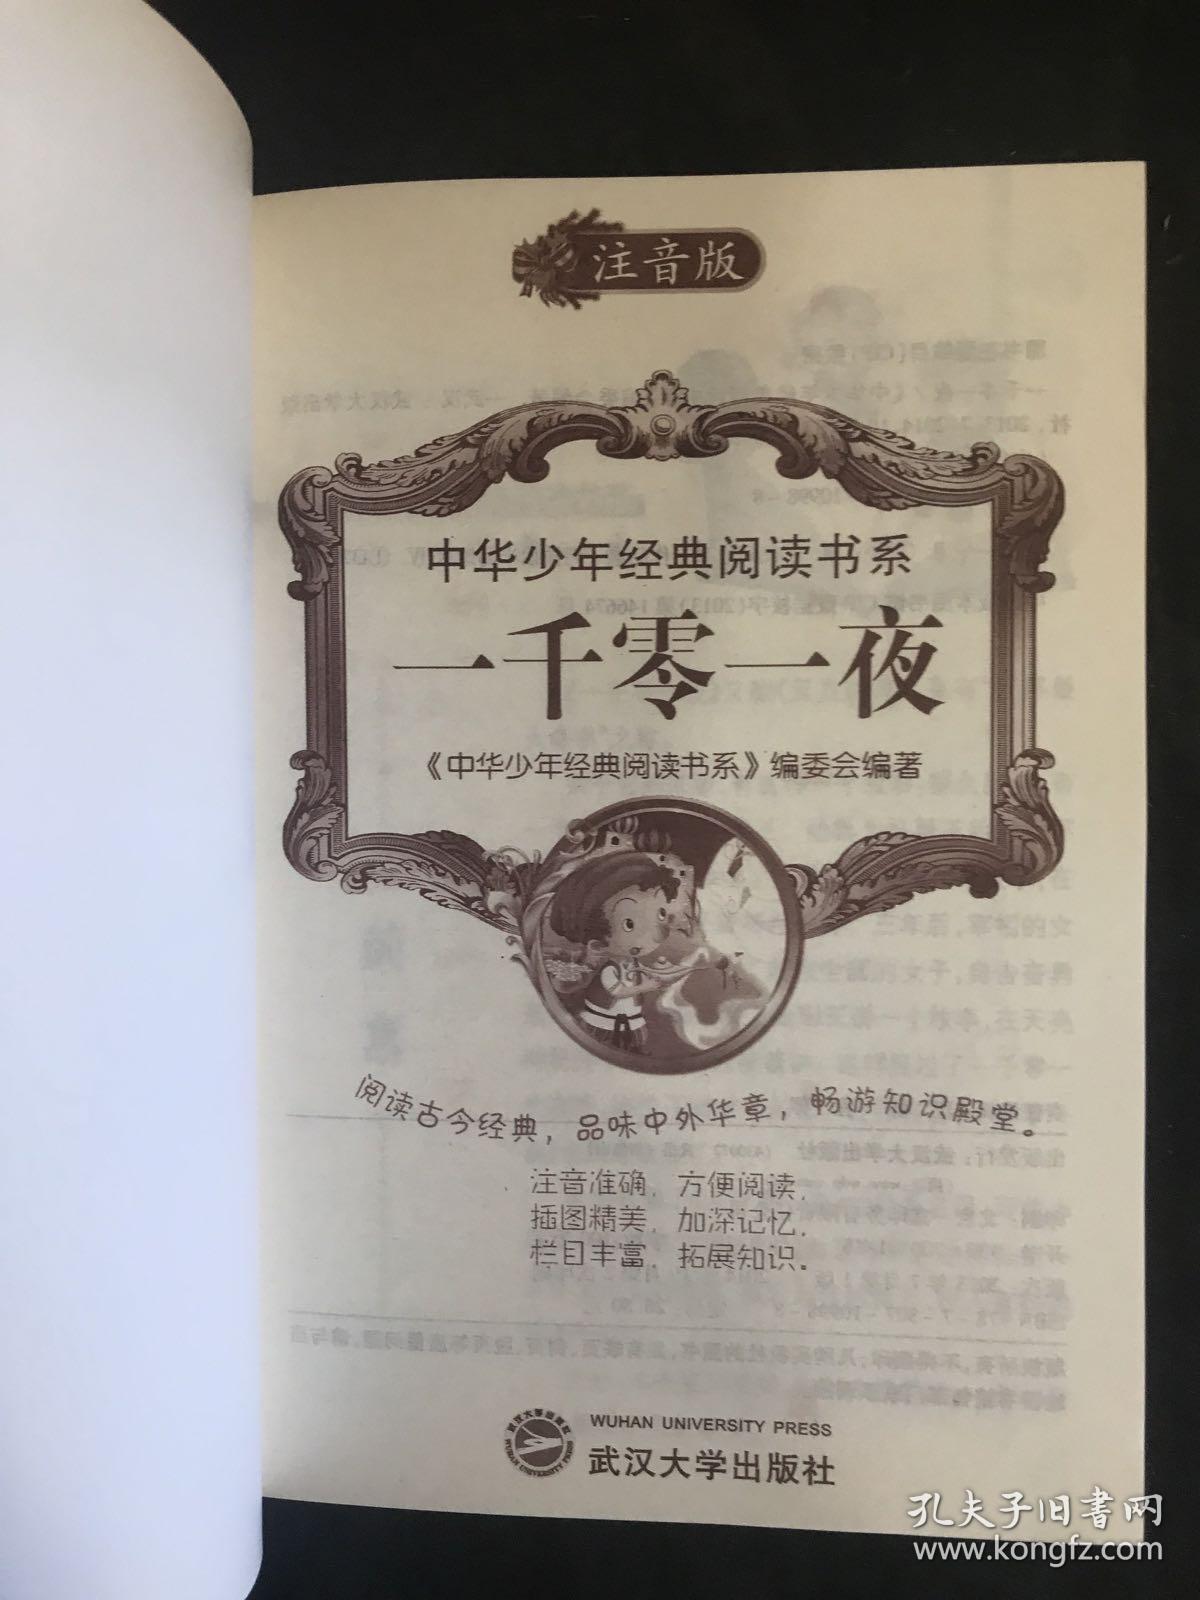 注音版
中华少年经典阅读书系
一千零一夜
《中华少年经典阅读书系》编委会编著
阅读古今经典，品味中外华章，畅游知识殿堂。
注音准确，方便阅读，
插图精美，加深记忆，
栏目丰富，拓展知识。
WUHAN UNIVERSITY PRESS
武汉大学出版社
孔夫子旧书网
www.kongfz.com